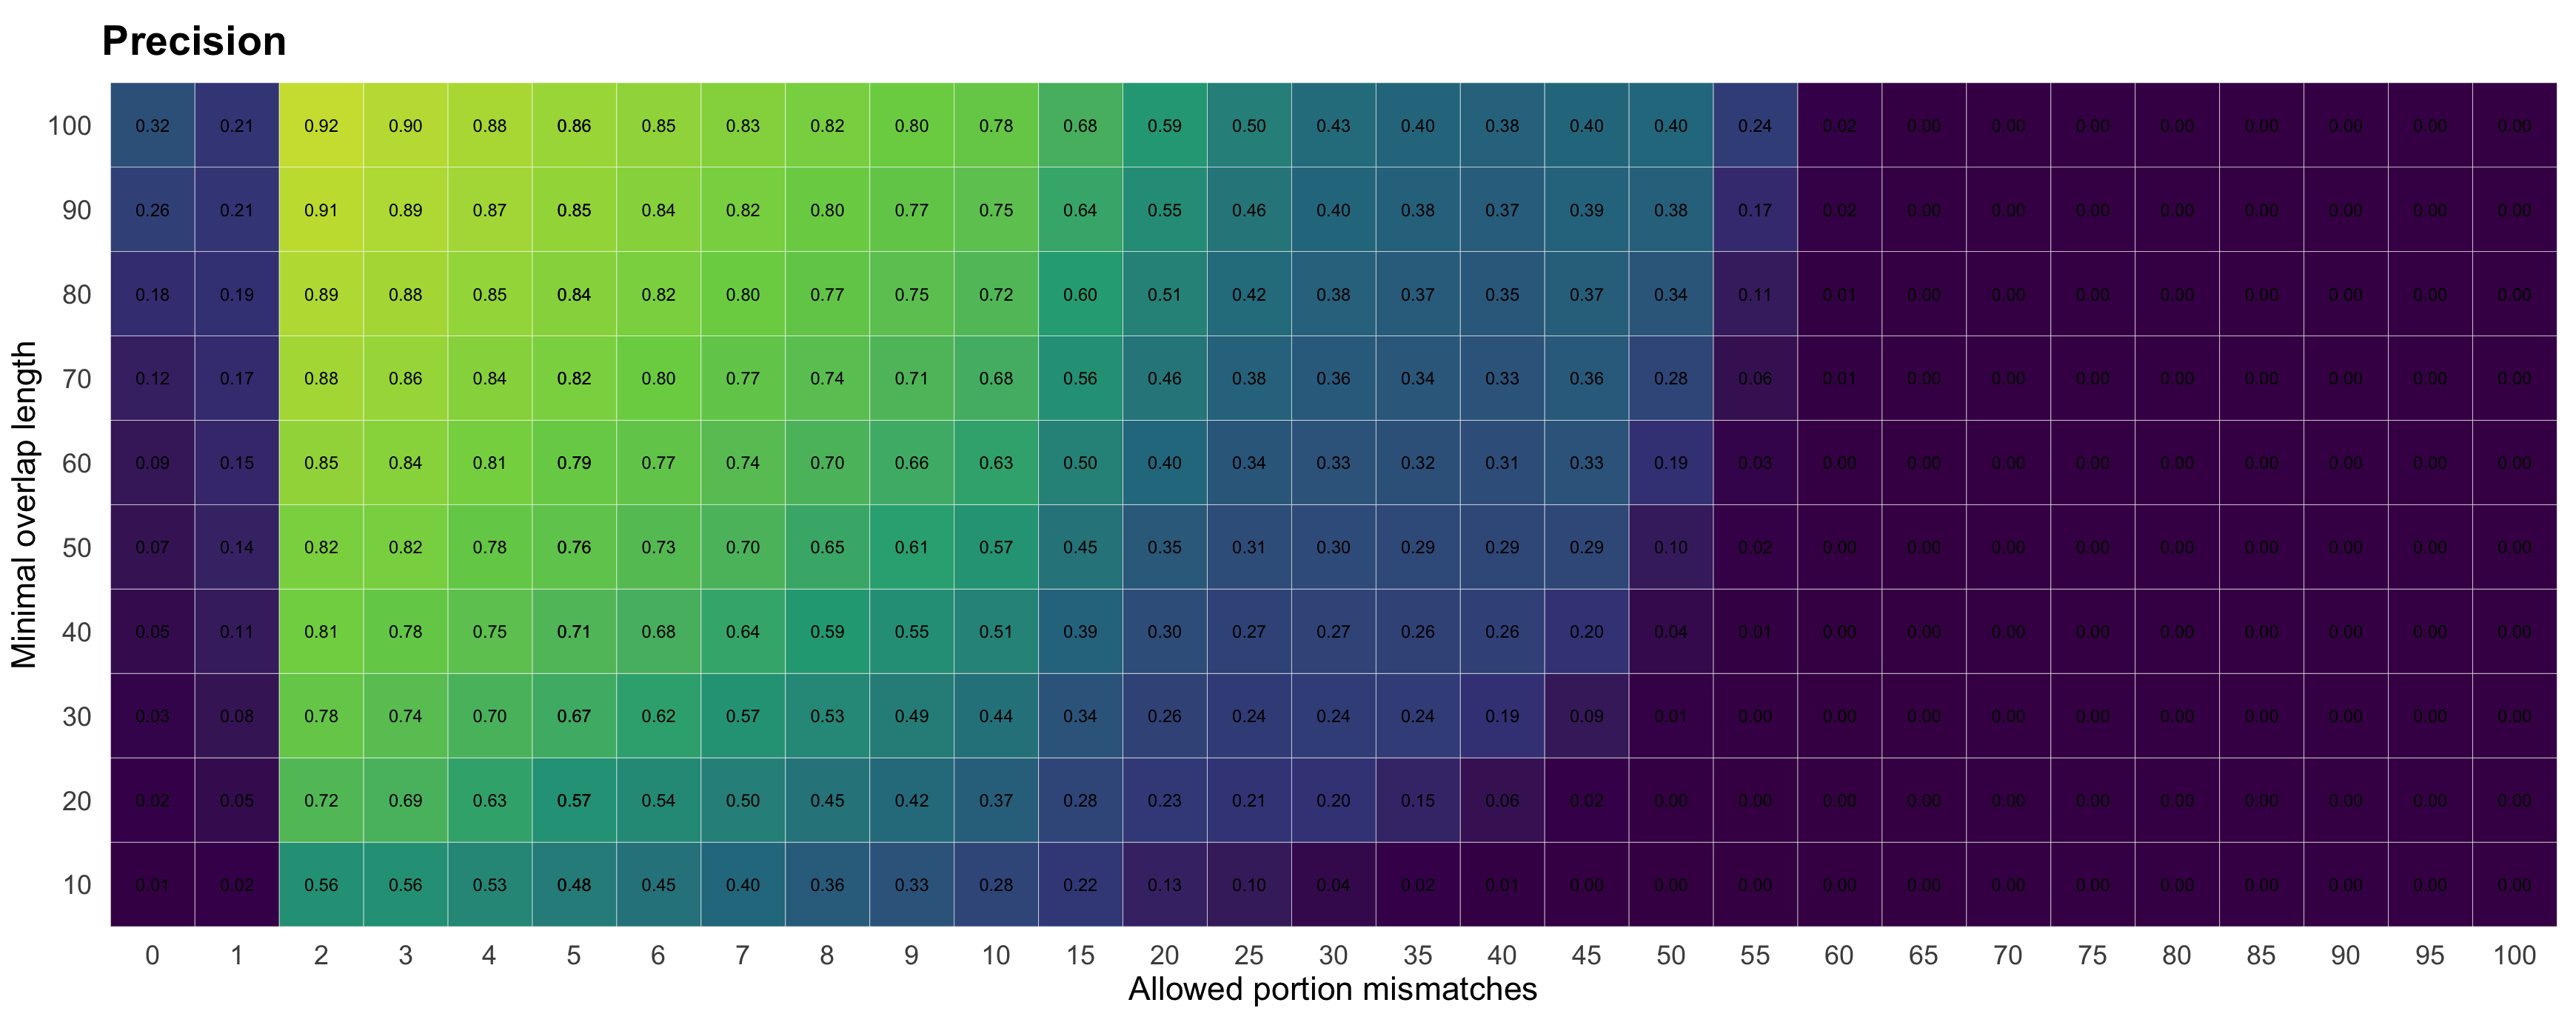 Precision
100 0.32 0.21 0.92 0.90 0.88 0.86 0.85 0.83 0.82 0.80 0.78 0.68 0.59 0.50 0.43 0.40 0.38 0.40 0.40 0.24 0.02 0.00 0.00 0.00 0.00 0.00 0.00 0.00 0.00
90 0.26 0.21 0.91 0.89 0.87 0.85 0.84 0.82 0.80 0.77 0.75 0.64 0.55 0.46 0.40 0.38 0.37 0.39 0.38 0.17 0.02 0.00 0.00 0.00 0.00 0.00 0.00 0.00 0.00
80 0.18 0.19 0.89 0.88 0.85 0.84 0.82 0.80 0.77 0.75 0.72 0.60 0.51 0.42 0.38 0.37 0.35 0.37 0.34 0.11 0.01 0.00 0.00 0.00 0.00 0.00 0.00 0.00 0.00
70 0.12 0.17 0.88 0.86 0.84 0.82 0.80 0.77 0.74 0.71 0.68 0.56 0.46 0.38 0.36 0.34 0.33 0.36 0.28 0.06 0.01 0.00 0.00 0.00 0.00 0.00 0.00 0.00 0.00
60 0.09 0.15 0.85 0.84 0.81 0.79 0.77 0.74 0.70 0.66 0.63 0.50 0.40 0.34 0.33 0.32 0.31 0.33 0.19 0.03 0.00 0.00 0.00 0.00 0.00 0.00 0.00 0.00 0.00
50 0.07 0.14 0.82 0.82 0.78 0.76 0.73 0.70 0.65 0.61 0.57 0.45 0.35 0.31 0.30 0.29 0.29 0.29 0.10 0.02 0.00 0.00 0.00 0.00 0.00 0.00 0.00 0.00 0.00
40 0.05 0.11 0.81 0.78 0.75 0.71 0.68 0.64 0.59 0.55 0.51 0.39 0.30 0.27 0.27 0.26 0.26 0.20 0.04 0.01 0.00 0.00 0.00 0.00 0.00 0.00 0.00 0.00 0.00
30 0.03 0.08 0.78 0.74 0.70 0.67 0.62 0.57 0.53 0.49 0.44 0.34 0.26 0.24 0.24 0.24 0.19 0.09 0.01 0.00 0.00 0.00 0.00 0.00 0.00 0.00 0.00 0.00 0.00
20 0.02 0.05 0.72 0.69 0.63 0.57 0.54 0.50 0.45 0.42 0.37 0.28 0.23 0.21 0.20 0.15 0.06 0.02 0.00 0.00 0.00 0.00 0.00 0.00 0.00 0.00 0.00 0.00 0.00
10 0.01 0.02 0.56 0.56 0.53 0.48 0.45 0.40 0.36 0.33 0.28 0.22 0.13 0.10 0.04 0.02 0.01 0.00 0.00 0.00 0.00 0.00 0.00 0.00 0.00 0.00 0.00 0.00 0.00
Minimal overlap length
0 1 2 3 4 5 6 7 8 9 10 15 20 25 30 35 40 45 50 55 60 65 70 75 80 85 90 95 100
Allowed portion mismatches